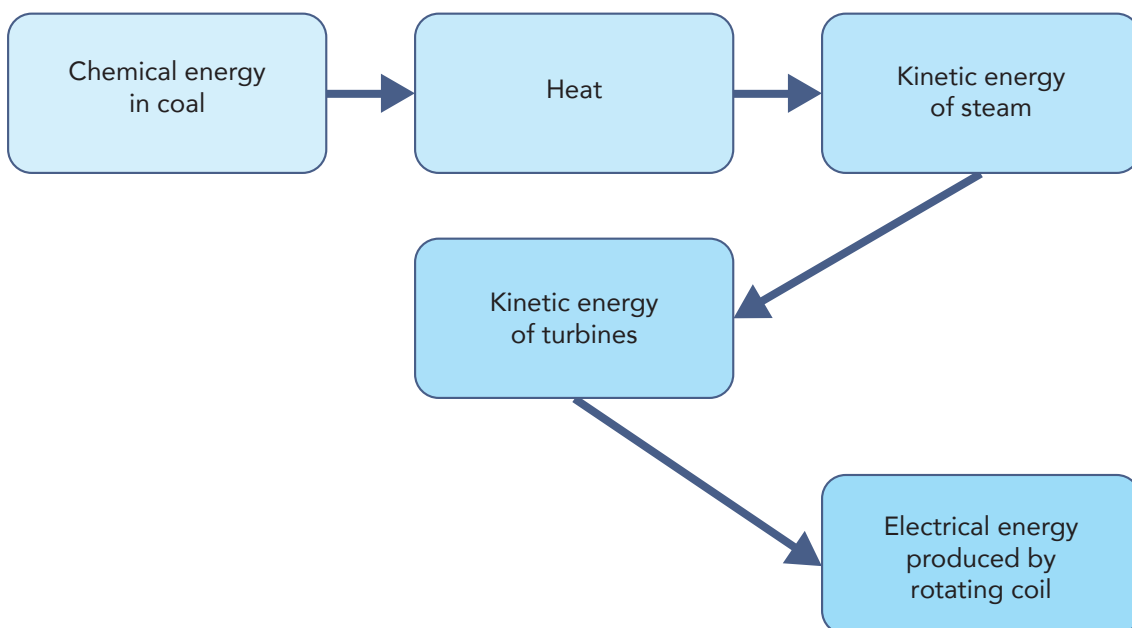 Chemical energy
in coal
Heat
Kinetic energy
of steam
Kinetic energy
of turbines
Electrical energy
produced by
rotating coil